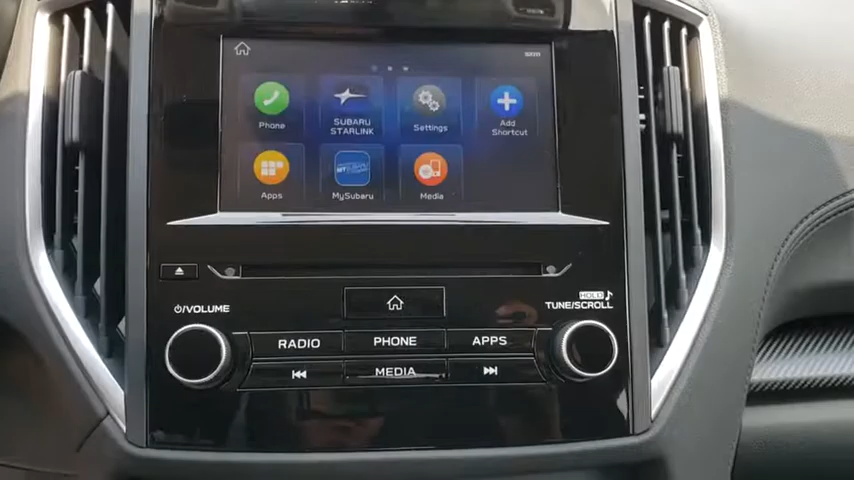 Phone
SUBARU
STARLINK
Settings
Add
Shortcut
Apps
MySubaru
Media
VOLUME
HOLD
TUNE/SCROLL
RADIO
PHONE
APPS
MEDIA